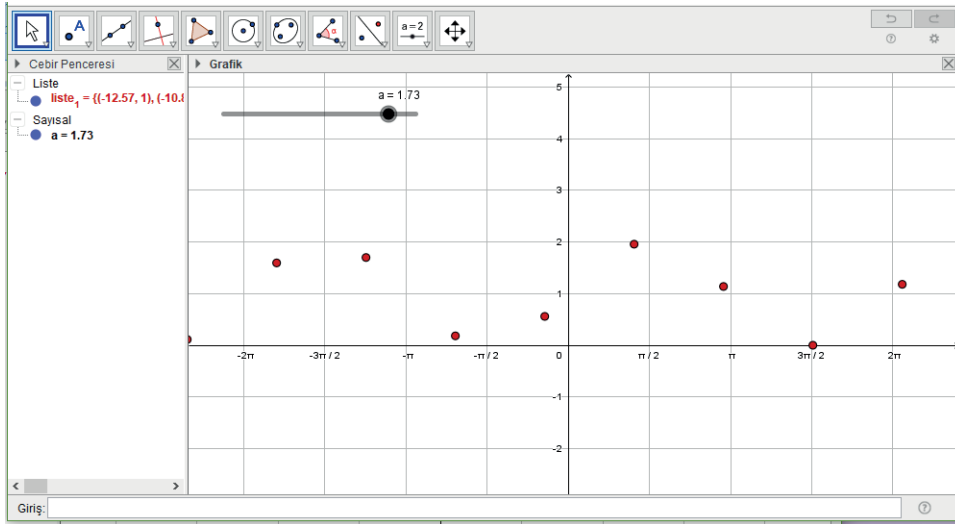 A
α
a = 2
Cebir Penceresi
Grafik
Liste
liste₁ = {(-12.57, 1), (-10.8
Sayısal
a = 1.73
a = 1.73
5
4
3
2
1
-2π -3π / 2 -π -π / 2 0 π / 2 π 3π / 2 2π
-1
-2
Giriş: